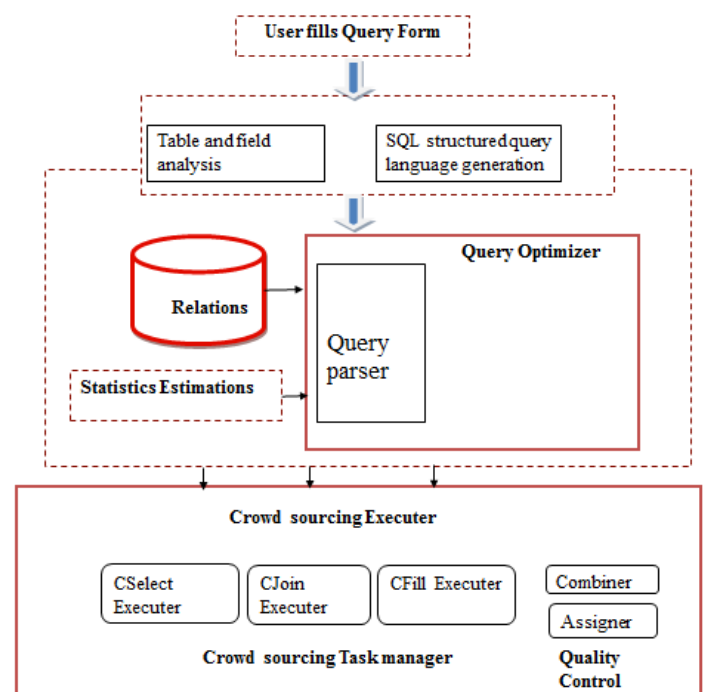 User fills Query Form
Table and field
analysis
SQL structured query
language generation
Query Optimizer
Relations
Query
parser
Statistics Estimations
Crowd sourcing Executer
CSelect
Executer
CJoin
Executer
CFill Executer
Combiner
Assigner
Crowd sourcing Task manager
Quality
Control